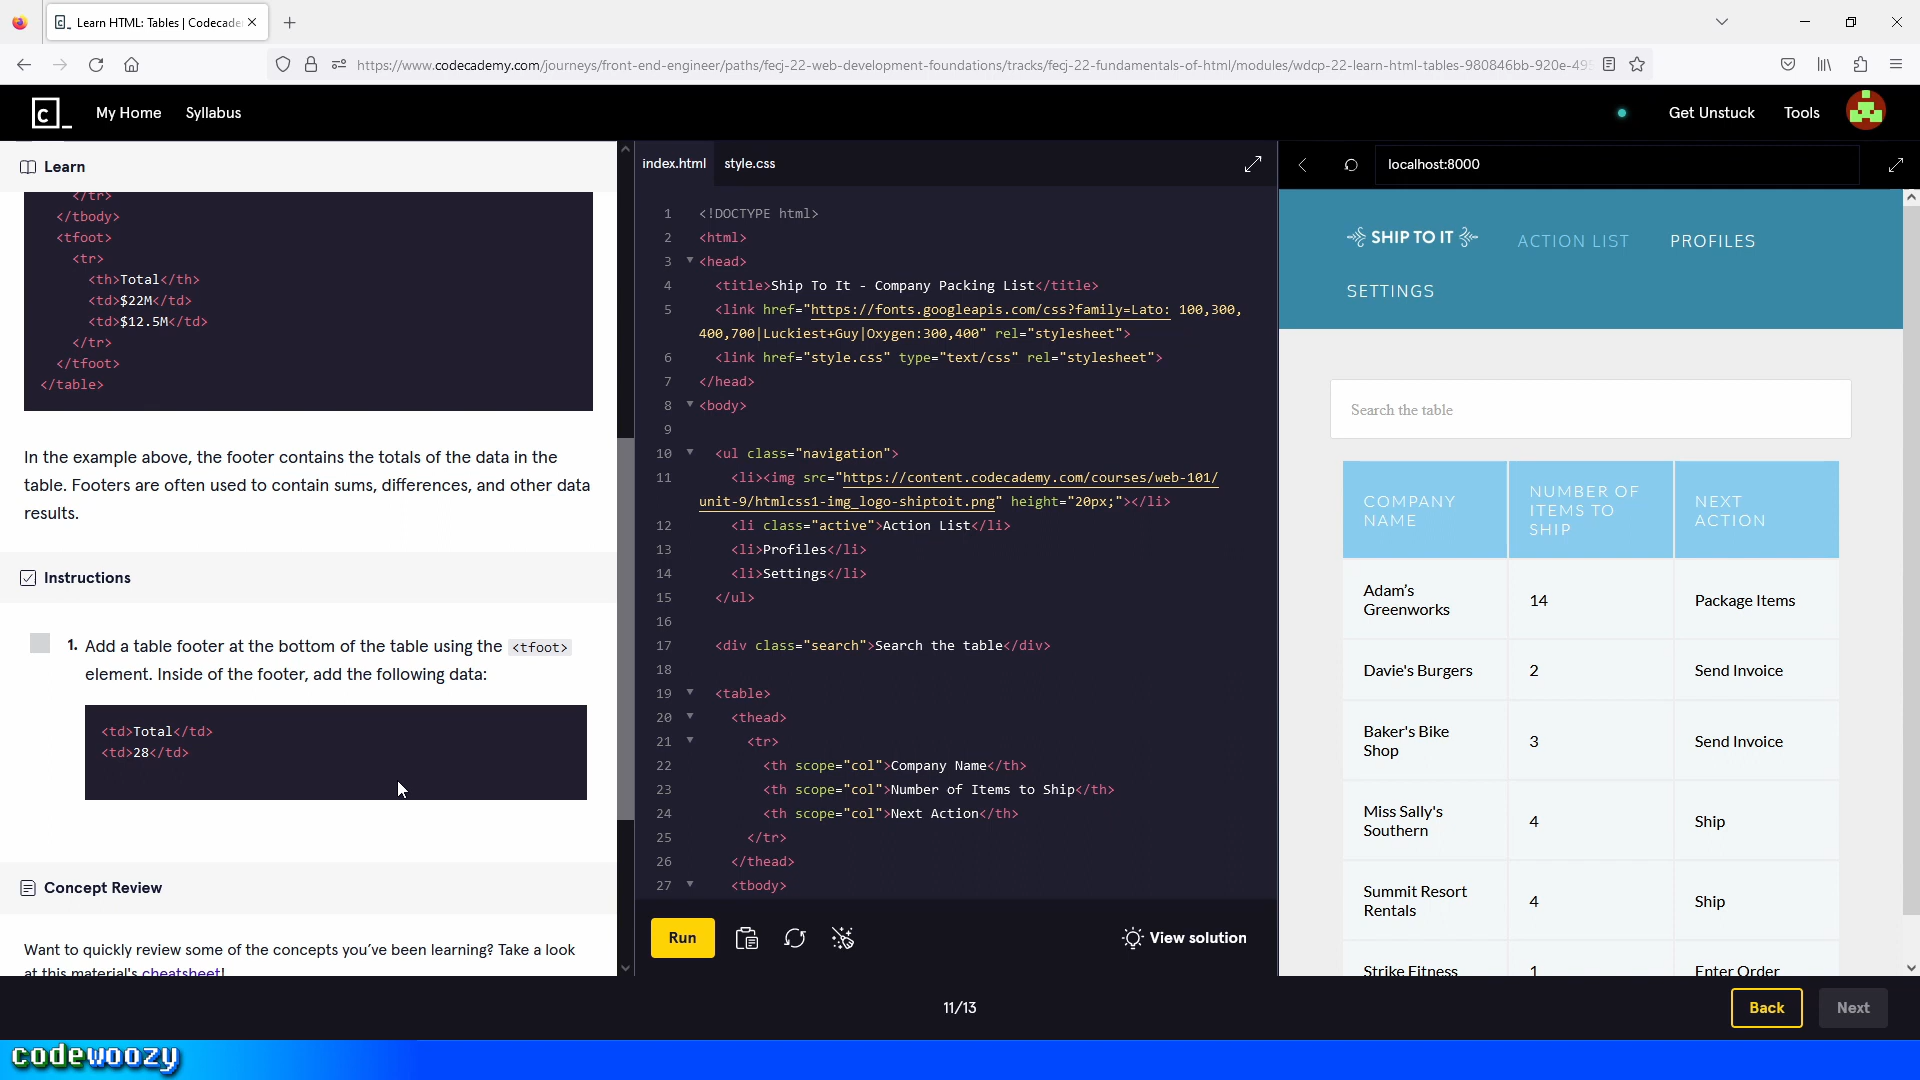 Learn HTML: Tables | Codecade
https://www.codecademy.com/journeys/front-end-engineer/paths/fecj-22-web-development-foundations/tracks/fecj-22-fundamentals-of-html/modules/wdcp-22-learn-html-tables-980846bb-920e-495
My Home
Syllabus
Get Unstuck
Tools
Learn
</tr>
</tbody>
<tfoot>
<tr>
<th>Total</th>
<td>$22M</td>
<td>$12.5M</td>
</tr>
</tfoot>
</table>
In the example above, the footer contains the totals of the data in the
table. Footers are often used to contain sums, differences, and other data
results.
Instructions
1. Add a table footer at the bottom of the table using the <tfoot>
element. Inside of the footer, add the following data:
<td>Total</td>
<td>28</td>
Concept Review
Want to quickly review some of the concepts you’ve been learning? Take a look
at this material's cheatsheet!
index.html
style.css
1 <!DOCTYPE html>
2 <html>
3 <head>
4 <title>Ship To It - Company Packing List</title>
5 <link href="https://fonts.googleapis.com/css?family=Lato: 100,300,
400,700|Luckiest+Guy|Oxygen:300,400" rel="stylesheet">
6 <link href="style.css" type="text/css" rel="stylesheet">
7 </head>
8 <body>
9
10 <ul class="navigation">
11 <li><img src="https://content.codecademy.com/courses/web-101/
unit-9/htmlcss1-img_logo-shiptoit.png" height="20px;"></li>
12 <li class="active">Action List</li>
13 <li>Profiles</li>
14 <li>Settings</li>
15 </ul>
16
17 <div class="search">Search the table</div>
18
19 <table>
20 <thead>
21 <tr>
22 <th scope="col">Company Name</th>
23 <th scope="col">Number of Items to Ship</th>
24 <th scope="col">Next Action</th>
25 </tr>
26 </thead>
27 <tbody>
Run
View solution
localhost:8000
SHIP TO IT
ACTION LIST
PROFILES
SETTINGS
Search the table
COMPANY NAME
NUMBER OF ITEMS TO SHIP
NEXT ACTION
Adam’s Greenworks
14
Package Items
Davie's Burgers
2
Send Invoice
Baker's Bike Shop
3
Send Invoice
Miss Sally's Southern
4
Ship
Summit Resort Rentals
4
Ship
Strike Fitness
1
Enter Order
11/13
Back
Next
codewoozy